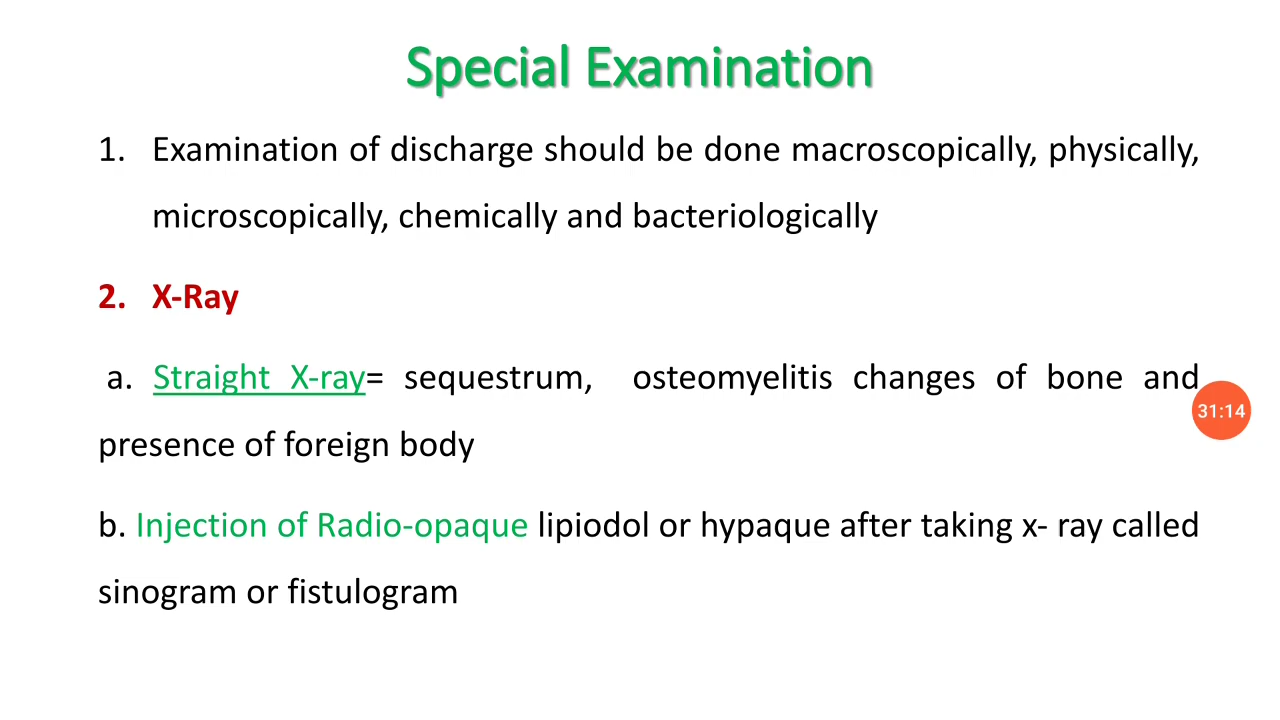 Special Examination
1. Examination of discharge should be done macroscopically, physically,
microscopically, chemically and bacteriologically
2. X-Ray
a. Straight X-ray= sequestrum, osteomyelitis changes of bone and
31:14
presence of foreign body
b. Injection of Radio-opaque lipiodol or hypaque after taking x- ray called
sinogram or fistulogram